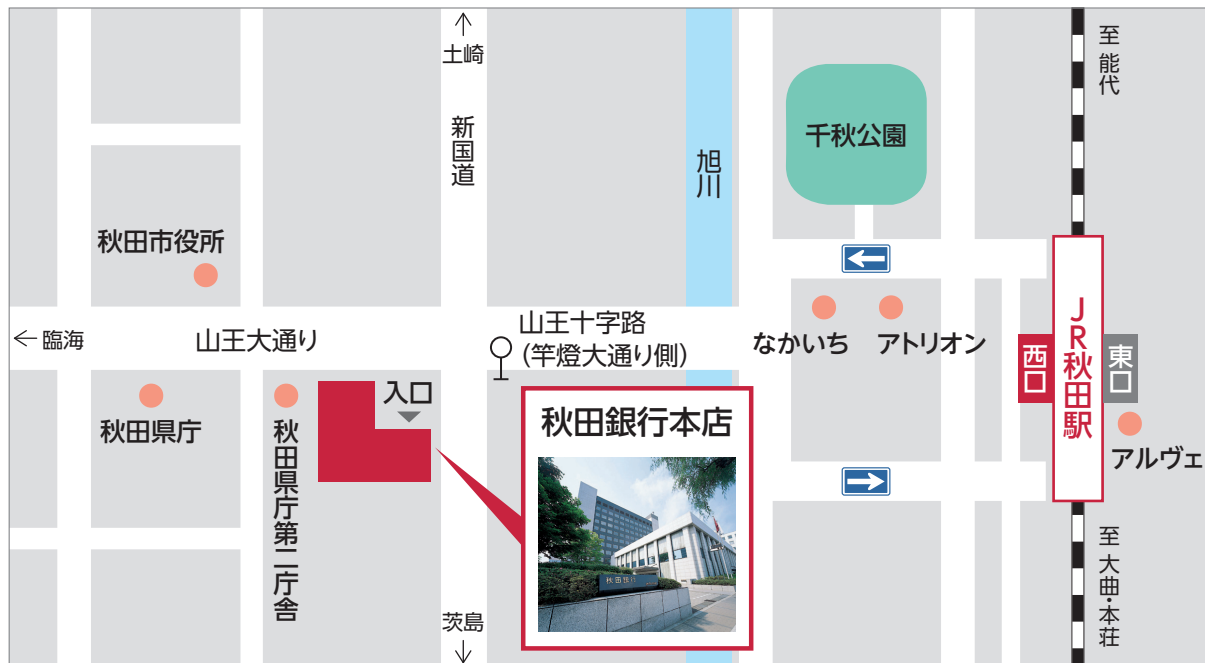 ↑
土崎
新国道
旭川
千秋公園
至 能代
秋田市役所
←
← 臨海
山王大通り
山王十字路
(竿燈大通り側)
なかいち
アトリオン
JR秋田駅
西口
東口
アルヴェ
秋田県庁
秋田県庁第二庁舎
入口
秋田銀行本店
秋田銀行
→
至 大曲・本荘
茨島
↓